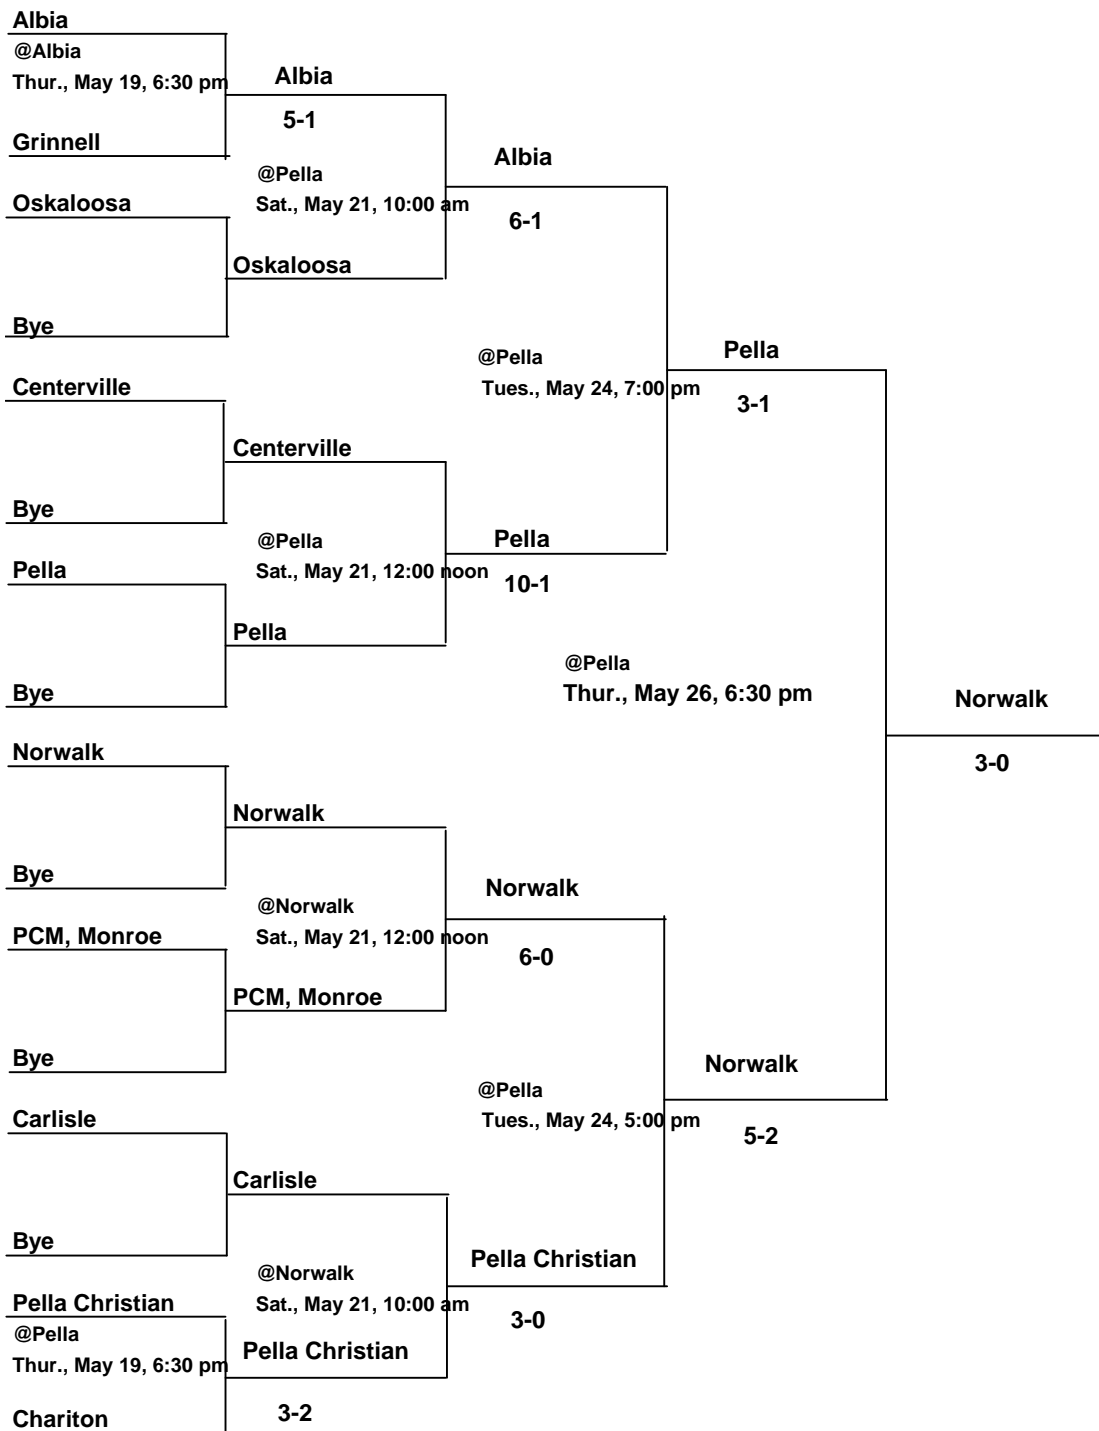 Albia
@Albia
Thur., May 19, 6:30 pm
Albia
5-1
Grinnell
Albia
@Pella
Sat., May 21, 10:00 am
Oskaloosa
6-1
Oskaloosa
Bye
@Pella
Tues., May 24, 7:00 pm
Pella
3-1
Centerville
Centerville
Bye
@Pella
Sat., May 21, 12:00 noon
Pella
10-1
Pella
Pella
Bye
@Pella
Thur., May 26, 6:30 pm
Norwalk
3-0
Norwalk
Norwalk
Bye
@Norwalk
Sat., May 21, 12:00 noon
Norwalk
6-0
PCM, Monroe
PCM, Monroe
Bye
@Pella
Tues., May 24, 5:00 pm
Norwalk
5-2
Carlisle
Carlisle
Bye
@Norwalk
Sat., May 21, 10:00 am
Pella Christian
3-0
Pella Christian
@Pella
Thur., May 19, 6:30 pm
Pella Christian
3-2
Chariton